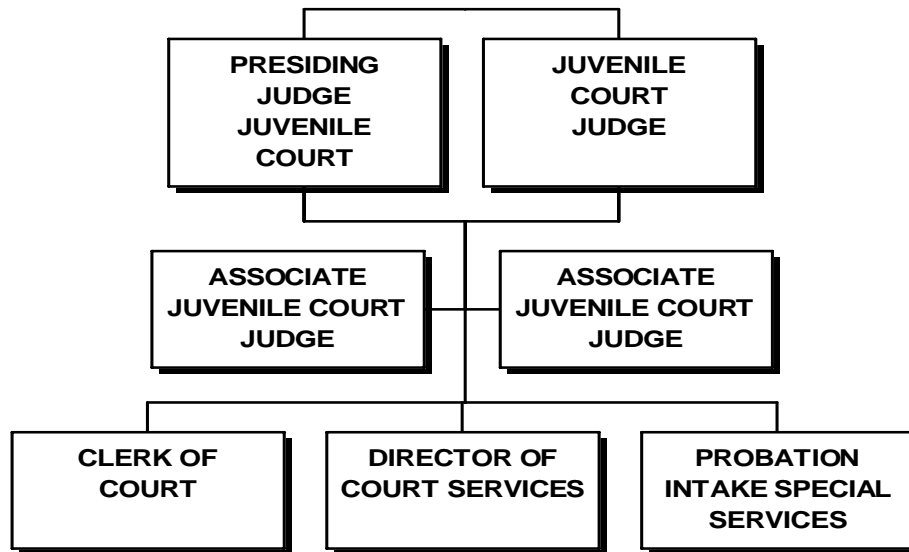 PRESIDING
JUDGE
JUVENILE
COURT
JUVENILE
COURT
JUDGE
ASSOCIATE
JUVENILE COURT
JUDGE
ASSOCIATE
JUVENILE COURT
JUDGE
CLERK OF
COURT
DIRECTOR OF
COURT SERVICES
PROBATION
INTAKE SPECIAL
SERVICES